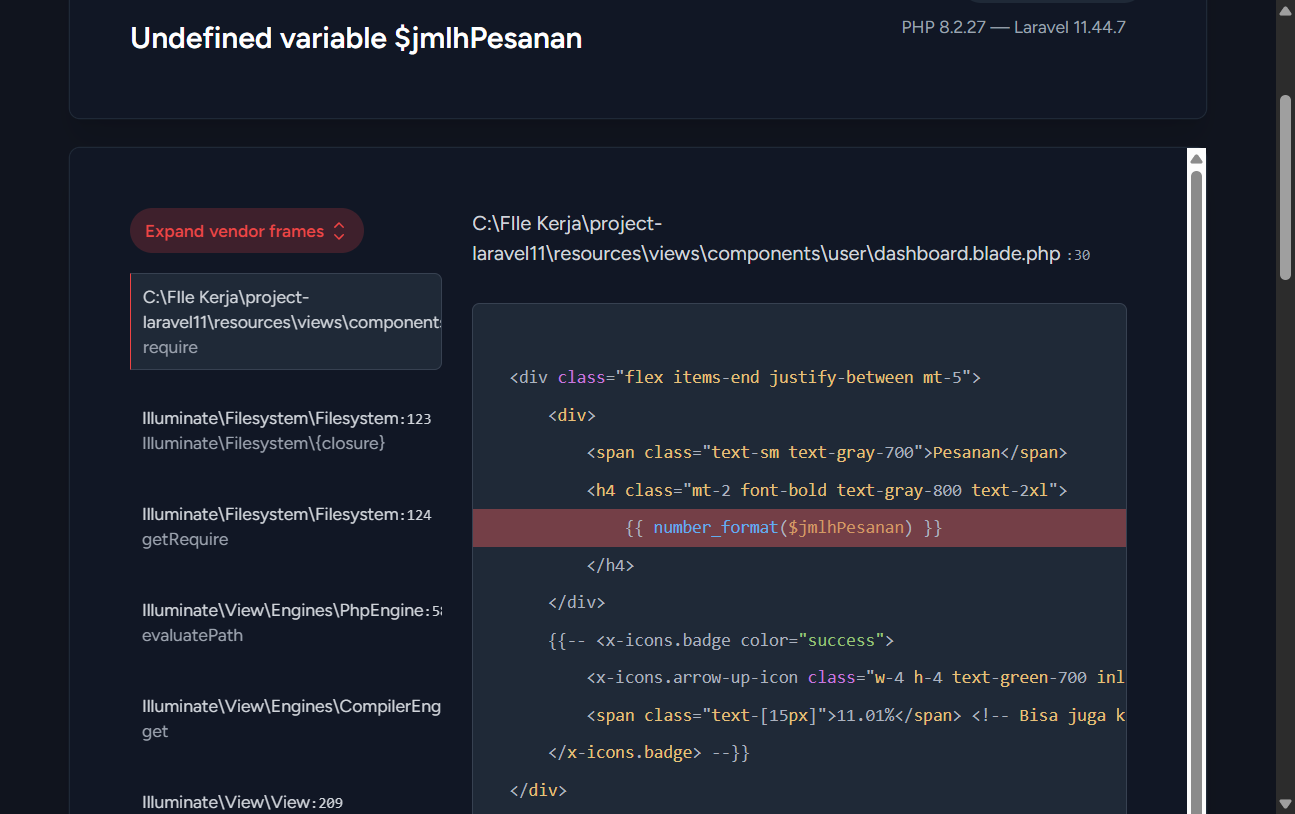 Undefined variable $jmlhPesanan
PHP 8.2.27 — Laravel 11.44.7
Expand vendor frames
C:\FIle Kerja\project-
laravel11\resources\views\components
require
Illuminate\Filesystem\Filesystem:123
Illuminate\Filesystem\{closure}
Illuminate\Filesystem\Filesystem:124
getRequire
Illuminate\View\Engines\PhpEngine:58
evaluatePath
Illuminate\View\Engines\CompilerEng
get
Illuminate\View\View:209
C:\FIle Kerja\project-
laravel11\resources\views\components\user\dashboard.blade.php :30
<div class="flex items-end justify-between mt-5">
<div>
<span class="text-sm text-gray-700">Pesanan</span>
<h4 class="mt-2 font-bold text-gray-800 text-2xl">
{{ number_format($jmlhPesanan) }}
</h4>
</div>
{{-- <x-icons.badge color="success">
<x-icons.arrow-up-icon class="w-4 h-4 text-green-700 inl
<span class="text-[15px]">11.01%</span> <!-- Bisa juga k
</x-icons.badge> --}}
</div>